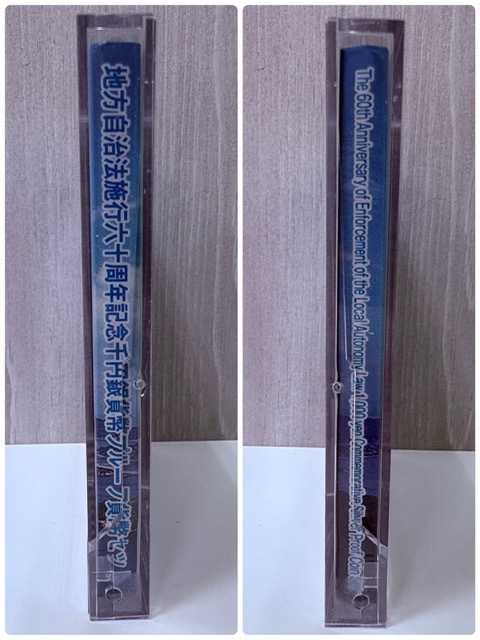 地方自治法施行六十周年記念千円銀貨幣プルーフ貨幣セッ
The 60th Anniversary of Enforcement of the Local Autonomy Law 1,000 yen Commemorative Silver Proof Coin